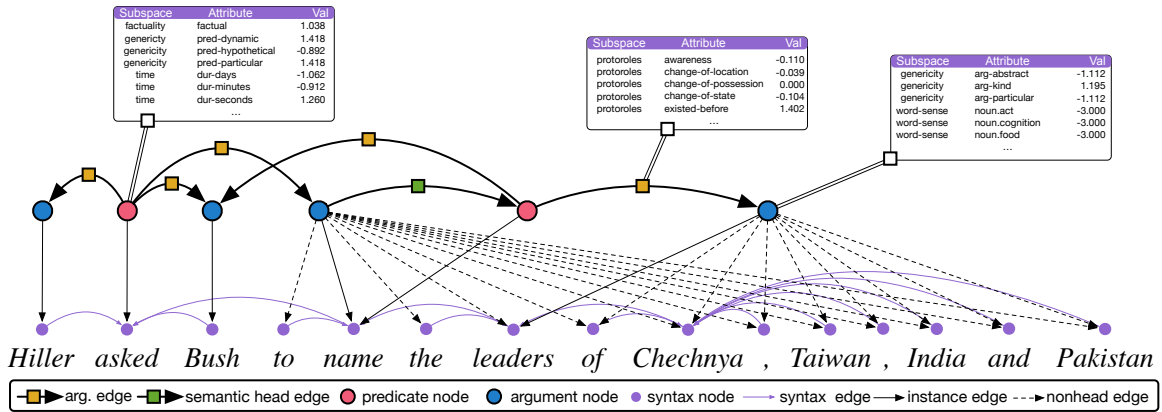 Subspace Attribute Val
factuality factual 1.038
genericity pred-dynamic 1.418
genericity pred-hypothetical -0.892
genericity pred-particular 1.418
time dur-days -1.062
time dur-minutes -0.912
time dur-seconds 1.260
...
Subspace Attribute Val
protoroles awareness -0.110
protoroles change-of-location -0.039
protoroles change-of-possession 0.000
protoroles change-of-state -0.104
protoroles existed-before 1.402
...
Subspace Attribute Val
genericity arg-abstract -1.112
genericity arg-kind 1.195
genericity arg-particular -1.112
word-sense noun.act -3.000
word-sense noun.cognition -3.000
word-sense noun.food -3.000
...
Hiller asked Bush to name the leaders of Chechnya , Taiwan , India and Pakistan
arg. edge semantic head edge predicate node argument node syntax node syntax edge instance edge nonhead edge